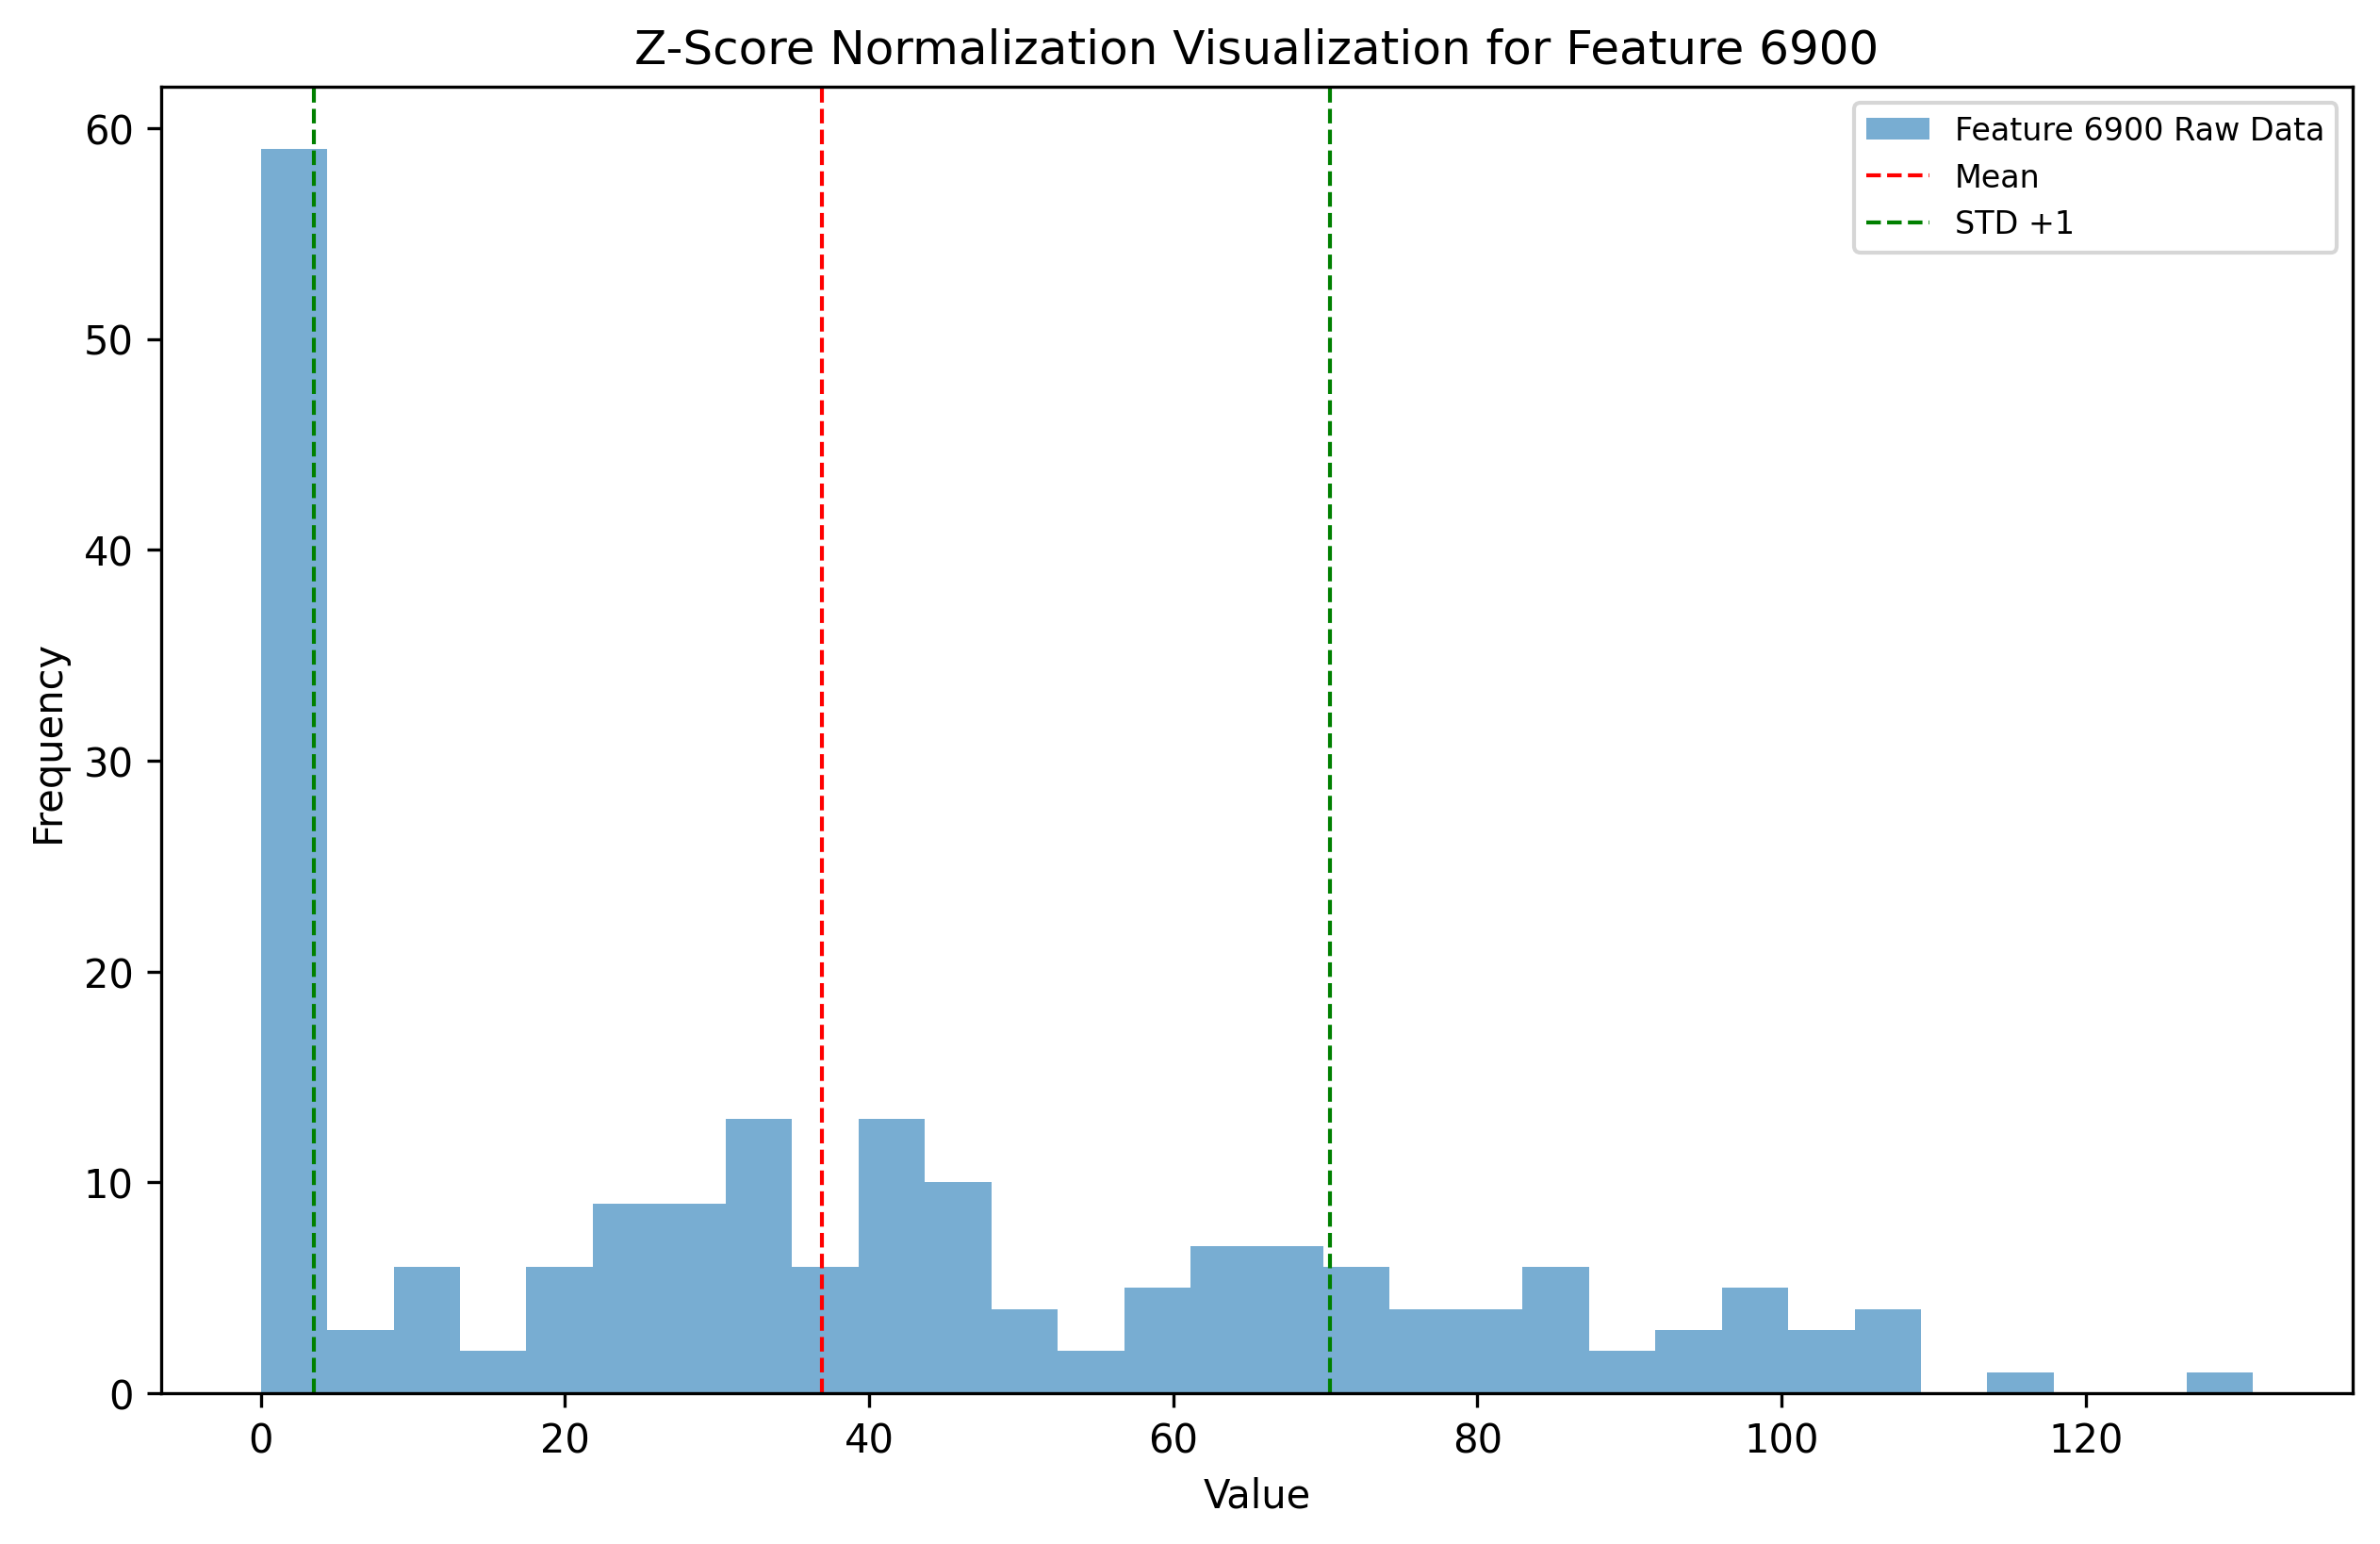 Z-Score Normalization Visualization for Feature 6900
Feature 6900 Raw Data
Mean
STD +1
Frequency
60
50
40
30
20
10
0
0 20 40 60 80 100 120
Value